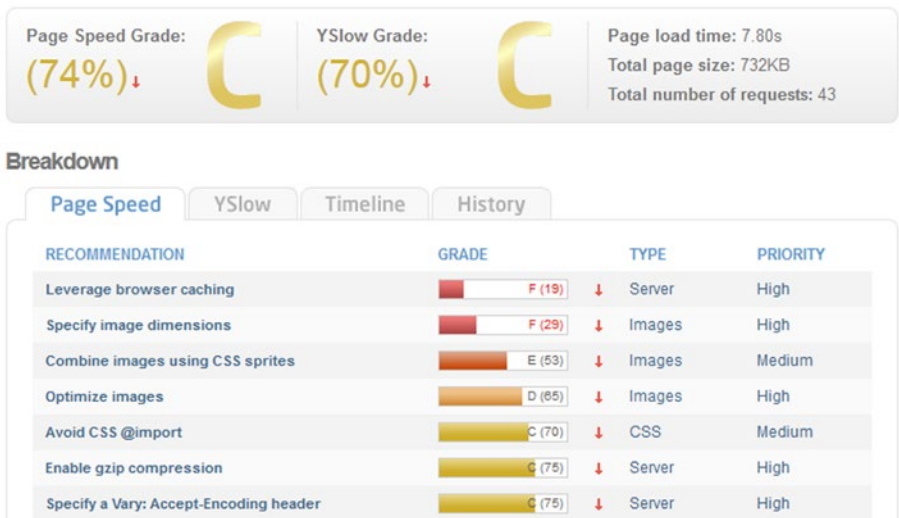 Page Speed Grade:
(74%)↓
C
YSlow Grade:
(70%)↓
C
Page load time: 7.80s
Total page size: 732KB
Total number of requests: 43
Breakdown
Page Speed YSlow Timeline History
RECOMMENDATION GRADE TYPE PRIORITY
Leverage browser caching F (19) ↓ Server High
Specify image dimensions F (29) ↓ Images High
Combine images using CSS sprites E (53) ↓ Images Medium
Optimize images D (65) ↓ Images High
Avoid CSS @import C (70) ↓ CSS Medium
Enable gzip compression C (75) ↓ Server High
Specify a Vary: Accept-Encoding header C (75) ↓ Server High